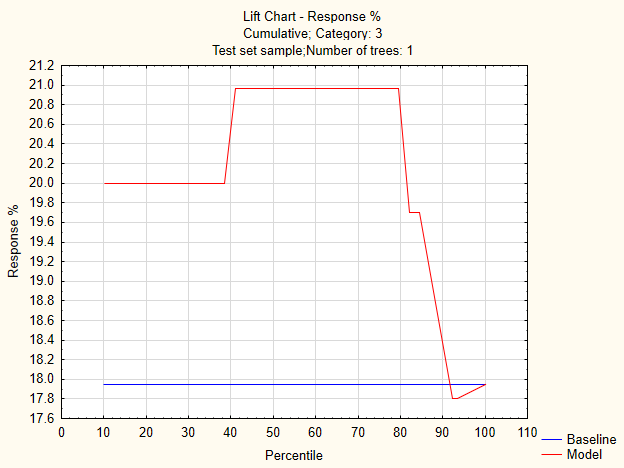 Lift Chart - Response %
Cumulative; Category: 3
Test set sample;Number of trees: 1
21.2
21.0
20.8
20.6
20.4
20.2
20.0
19.8
19.6
19.4
19.2
19.0
18.8
18.6
18.4
18.2
18.0
17.8
17.6
Response %
0 10 20 30 40 50 60 70 80 90 100 110
Percentile
Baseline
Model